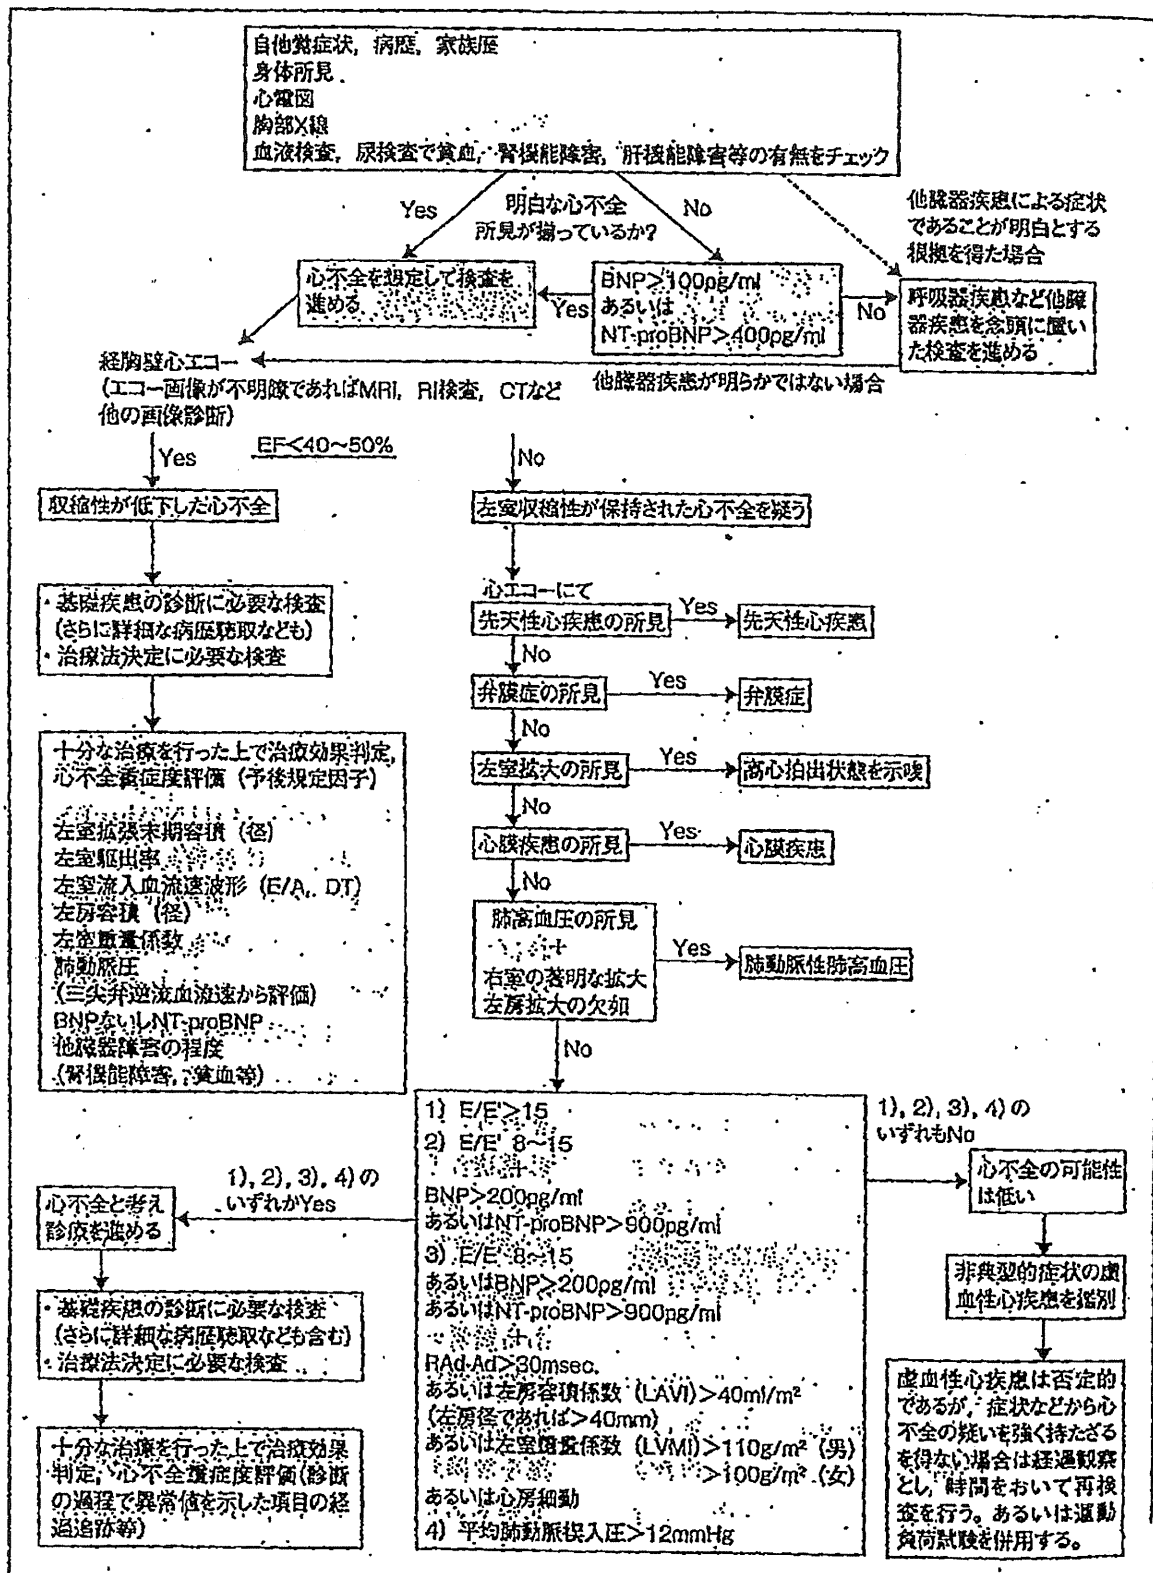 自他覚症状, 病歴, 家族歴
身体所見
心電図
胸部X線
血液検査, 尿検査で貧血, 腎機能障害, 肝機能障害等の有無をチェック
Yes
明白な心不全
所見が揃っているか?
No
他臓器疾患による症状
であることが明白とする
根拠を得た場合
心不全を想定して検査を
進める
Yes
BNP>100pg/ml
あるいは
NT-proBNP>400pg/ml
No
呼吸器疾患など他臓
器疾患を念頭に置い
た検査を進める
経胸壁心エコー
(エコー画像が不明瞭であればMRI, RI検査, CTなど
他の画像診断)
他臓器疾患が明らかではない場合
Yes
EF<40~50%
No
収縮性が低下した心不全
左室収縮性が保持された心不全を疑う
・基礎疾患の診断に必要な検査
(さらに詳細な病歴聴取なども)
・治療法決定に必要な検査
心エコーにて
先天性心疾患の所見
Yes
先天性心疾患
No
弁膜症の所見
Yes
弁膜症
No
左室拡大の所見
Yes
高心拍出状態を示唆
No
心膜疾患の所見
Yes
心膜疾患
No
肺高血圧の所見
+
右室の著明な拡大
左房拡大の欠如
Yes
肺動脈性肺高血圧
No
十分な治療を行った上で治療効果判定,
心不全重症度評価 (予後規定因子)
左室拡張末期容積 (径)
左室駆出率
左室流入血流速波形 (E/A, DT)
左房容積 (径)
左室重量係数
肺動脈圧
(三尖弁逆流血流速から評価)
BNPないしNT-proBNP
他臓器障害の程度
(腎機能障害, 貧血等)
1) E/E'>15
2) E/E' 8~15
+
BNP>200pg/ml
あるいはNT-proBNP>900pg/ml
3) E/E' 8~15
あるいはBNP>200pg/ml
あるいはNT-proBNP>900pg/ml
+
RAd-Ad>30msec.
あるいは左房容積係数 (LAVI)>40ml/m²
(左房径であれば>40mm)
あるいは左室重量係数 (LVMI)>110g/m² (男)
>100g/m² (女)
あるいは心房細動
4) 平均肺動脈楔入圧>12mmHg
1), 2), 3), 4)の
いずれかYes
心不全と考え
診療を進める
・基礎疾患の診断に必要な検査
(さらに詳細な病歴聴取なども含む)
・治療法決定に必要な検査
十分な治療を行った上で治療効果
判定, 心不全重症度評価(診断
の過程で異常値を示した項目の経
過追跡等)
1), 2), 3), 4)の
いずれもNo
心不全の可能性
は低い
非典型的症状の虚
血性心疾患を鑑別
虚血性心疾患は否定的
であるが, 症状などから心
不全の疑いを強く持たざる
を得ない場合は経過観察
とし, 時間をおいて再検
査を行う。あるいは運動
負荷試験を併用する。